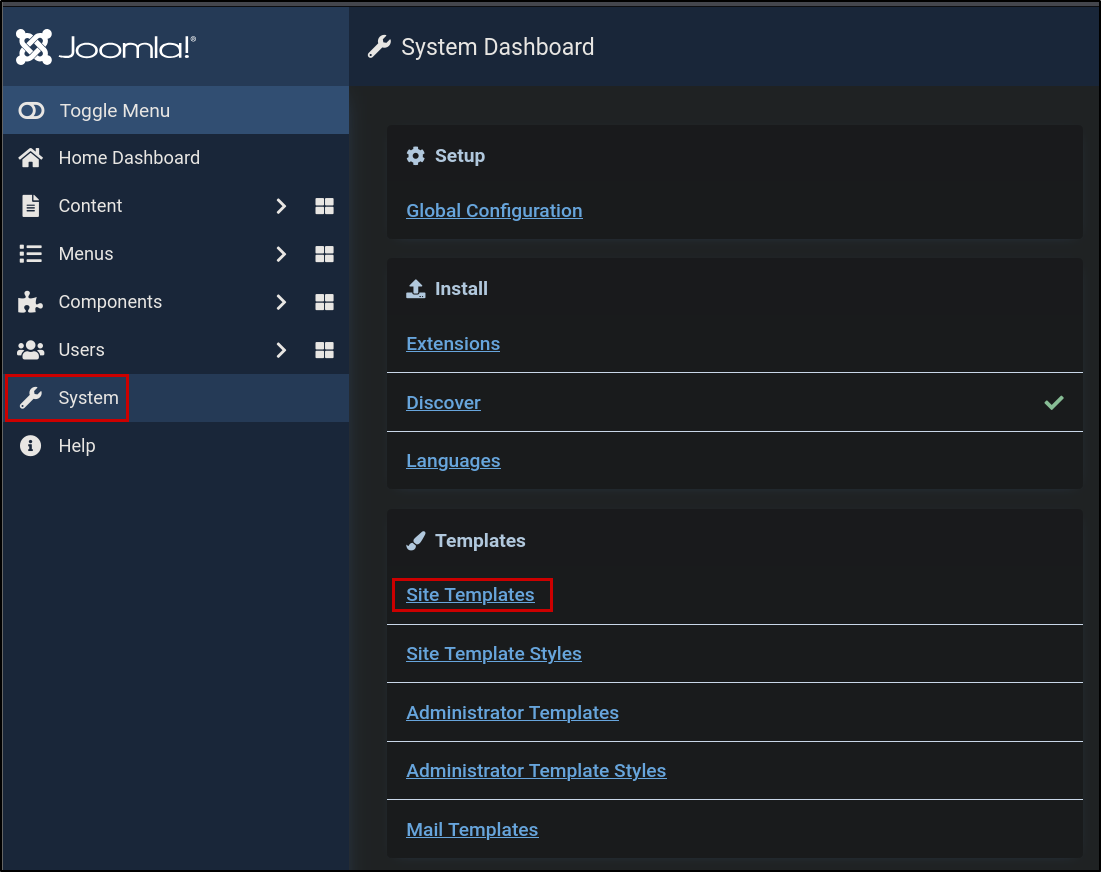 Joomla!®
System Dashboard
Toggle Menu
Home Dashboard
Content
Menus
Components
Users
System
Help
Setup
Global Configuration
Install
Extensions
Discover
Languages
Templates
Site Templates
Site Template Styles
Administrator Templates
Administrator Template Styles
Mail Templates